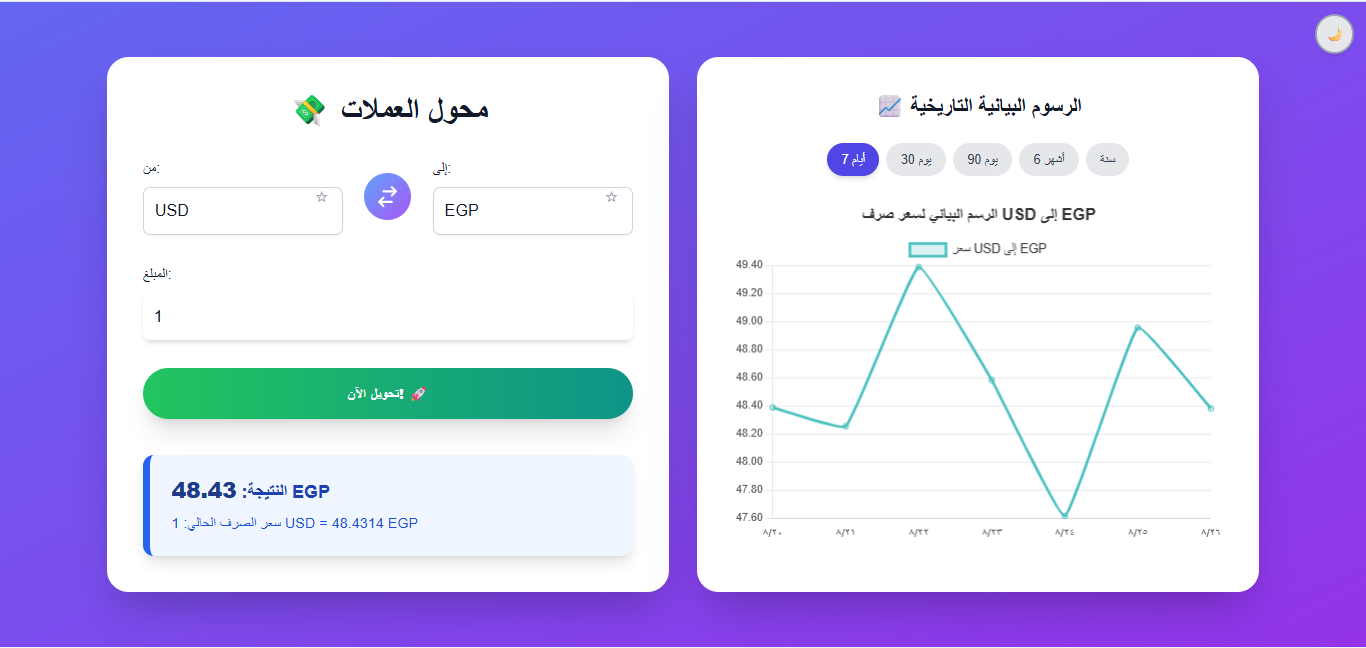 محول العملات 💸
من:
USD
إلى:
EGP
المبلغ:
1
تحويل الآن! 🚀
النتيجة: 48.43 EGP
سعر الصرف الحالي: 1 USD = 48.4314 EGP
الرسوم البيانية التاريخية 📈
7 أيام
30 يوم
90 يوم
6 أشهر
سنة
الرسم البياني لسعر صرف USD إلى EGP
سعر USD إلى EGP
49.40
49.20
49.00
48.80
48.60
48.40
48.20
48.00
47.80
47.60
٨/٢٠ ٨/٢١ ٨/٢٢ ٨/٢٣ ٨/٢٤ ٨/٢٥ ٨/٢٦